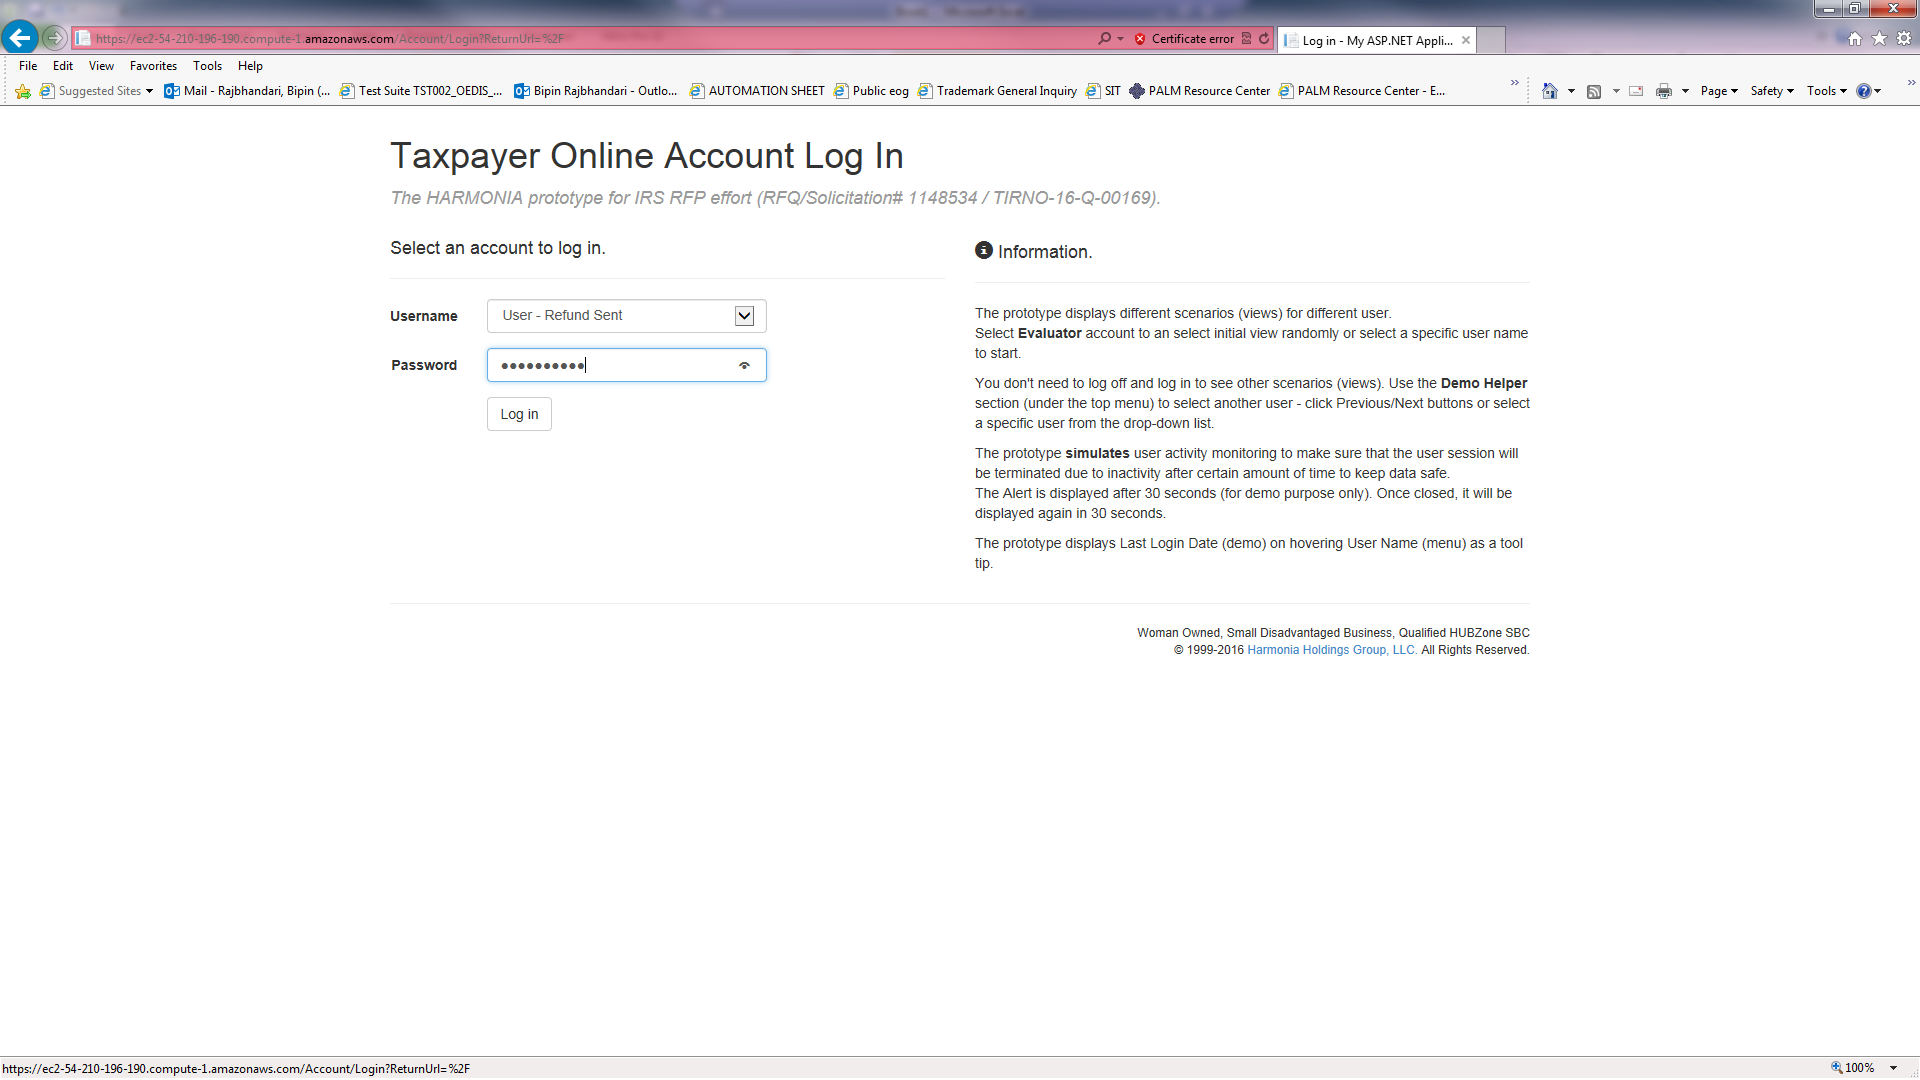 https://ec2-54-210-196-190.compute-1.amazonaws.com/Account/Login?ReturnUrl=%2F
Certificate error
Log in - My ASP.NET Appli...
File Edit View Favorites Tools Help
Suggested Sites Mail - Rajbhandari, Bipin (... Test Suite TST002_OEDIS_... Bipin Rajbhandari - Outlo... AUTOMATION SHEET Public eog Trademark General Inquiry SIT PALM Resource Center PALM Resource Center - E... Page Safety Tools
Taxpayer Online Account Log In
The HARMONIA prototype for IRS RFP effort (RFQ/Solicitation# 1148534 / TIRNO-16-Q-00169).
Select an account to log in.
Username User - Refund Sent
Password
Log in
Information.
The prototype displays different scenarios (views) for different user.
Select Evaluator account to an select initial view randomly or select a specific user name
to start.
You don't need to log off and log in to see other scenarios (views). Use the Demo Helper
section (under the top menu) to select another user - click Previous/Next buttons or select
a specific user from the drop-down list.
The prototype simulates user activity monitoring to make sure that the user session will
be terminated due to inactivity after certain amount of time to keep data safe.
The Alert is displayed after 30 seconds (for demo purpose only). Once closed, it will be
displayed again in 30 seconds.
The prototype displays Last Login Date (demo) on hovering User Name (menu) as a tool
tip.
Woman Owned, Small Disadvantaged Business, Qualified HUBZone SBC
© 1999-2016 Harmonia Holdings Group, LLC. All Rights Reserved.
https://ec2-54-210-196-190.compute-1.amazonaws.com/Account/Login?ReturnUrl=%2F
100%